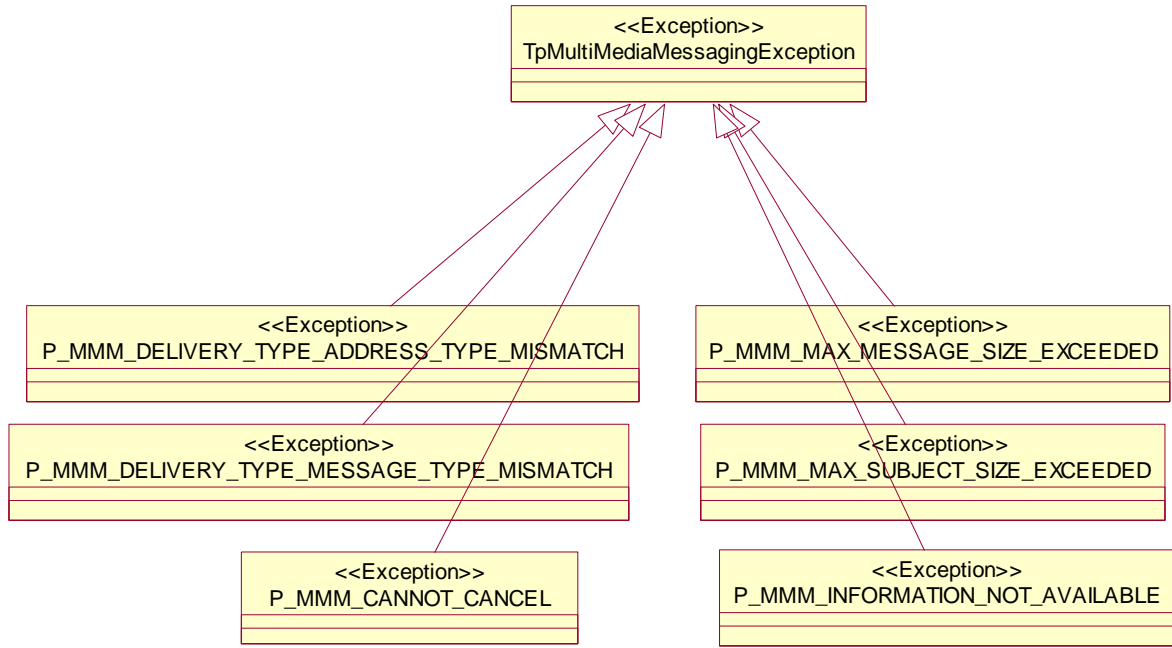 <<Exception>>
TpMultiMediaMessagingException
<<Exception>>
P_MMM_DELIVERY_TYPE_ADDRESS_TYPE_MISMATCH
<<Exception>>
P_MMM_MAX_MESSAGE_SIZE_EXCEEDED
<<Exception>>
P_MMM_DELIVERY_TYPE_MESSAGE_TYPE_MISMATCH
<<Exception>>
P_MMM_MAX_SUBJECT_SIZE_EXCEEDED
<<Exception>>
P_MMM_CANNOT_CANCEL
<<Exception>>
P_MMM_INFORMATION_NOT_AVAILABLE